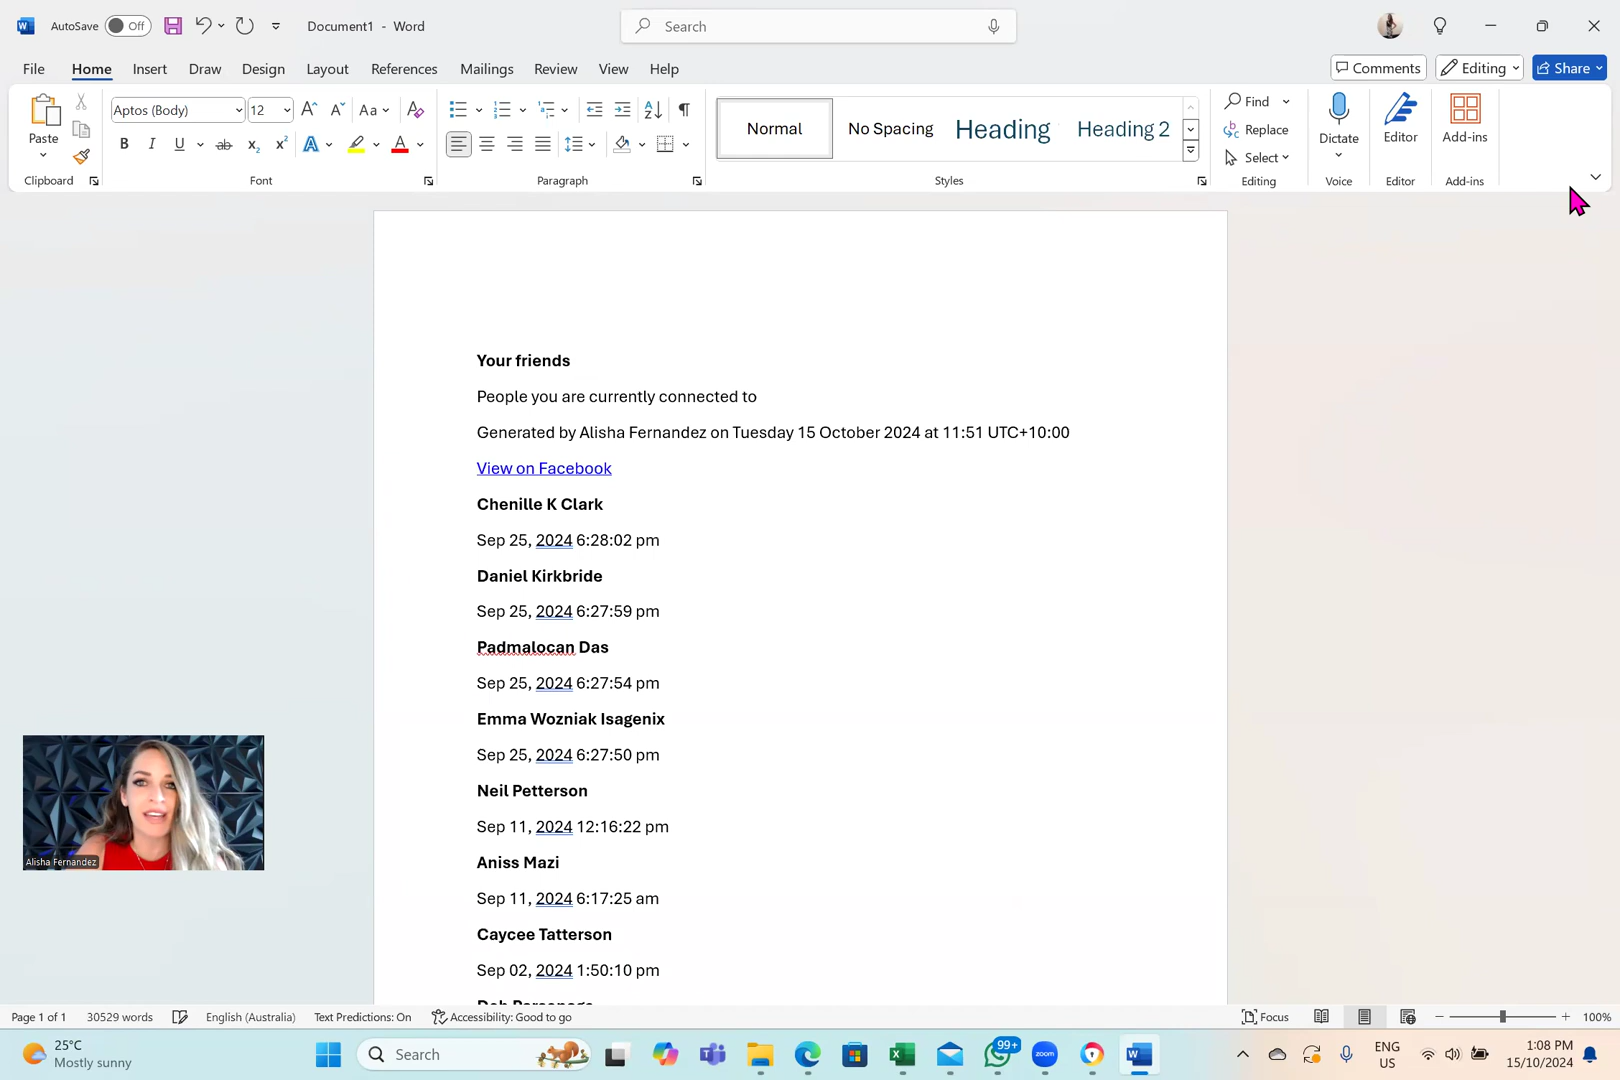 AutoSave Off Document1 - Word Search
File Home Insert Draw Design Layout References Mailings Review View Help Comments Editing Share
Paste Aptos (Body) 12 Aa Normal No Spacing Heading Heading 2 Find Replace Select Dictate Editor Add-ins
Clipboard Font Paragraph Styles Editing Voice Editor Add-ins
Your friends
People you are currently connected to
Generated by Alisha Fernandez on Tuesday 15 October 2024 at 11:51 UTC+10:00
View on Facebook
Chenille K Clark
Sep 25, 2024 6:28:02 pm
Daniel Kirkbride
Sep 25, 2024 6:27:59 pm
Padmalocan Das
Sep 25, 2024 6:27:54 pm
Emma Wozniak Isagenix
Sep 25, 2024 6:27:50 pm
Neil Petterson
Sep 11, 2024 12:16:22 pm
Aniss Mazi
Sep 11, 2024 6:17:25 am
Caycee Tatterson
Sep 02, 2024 1:50:10 pm
Alisha Fernandez
Page 1 of 1 30529 words English (Australia) Text Predictions: On Accessibility: Good to go Focus 100%
25°C
Mostly sunny
Search
99+
zoom
ENG
US
1:08 PM
15/10/2024